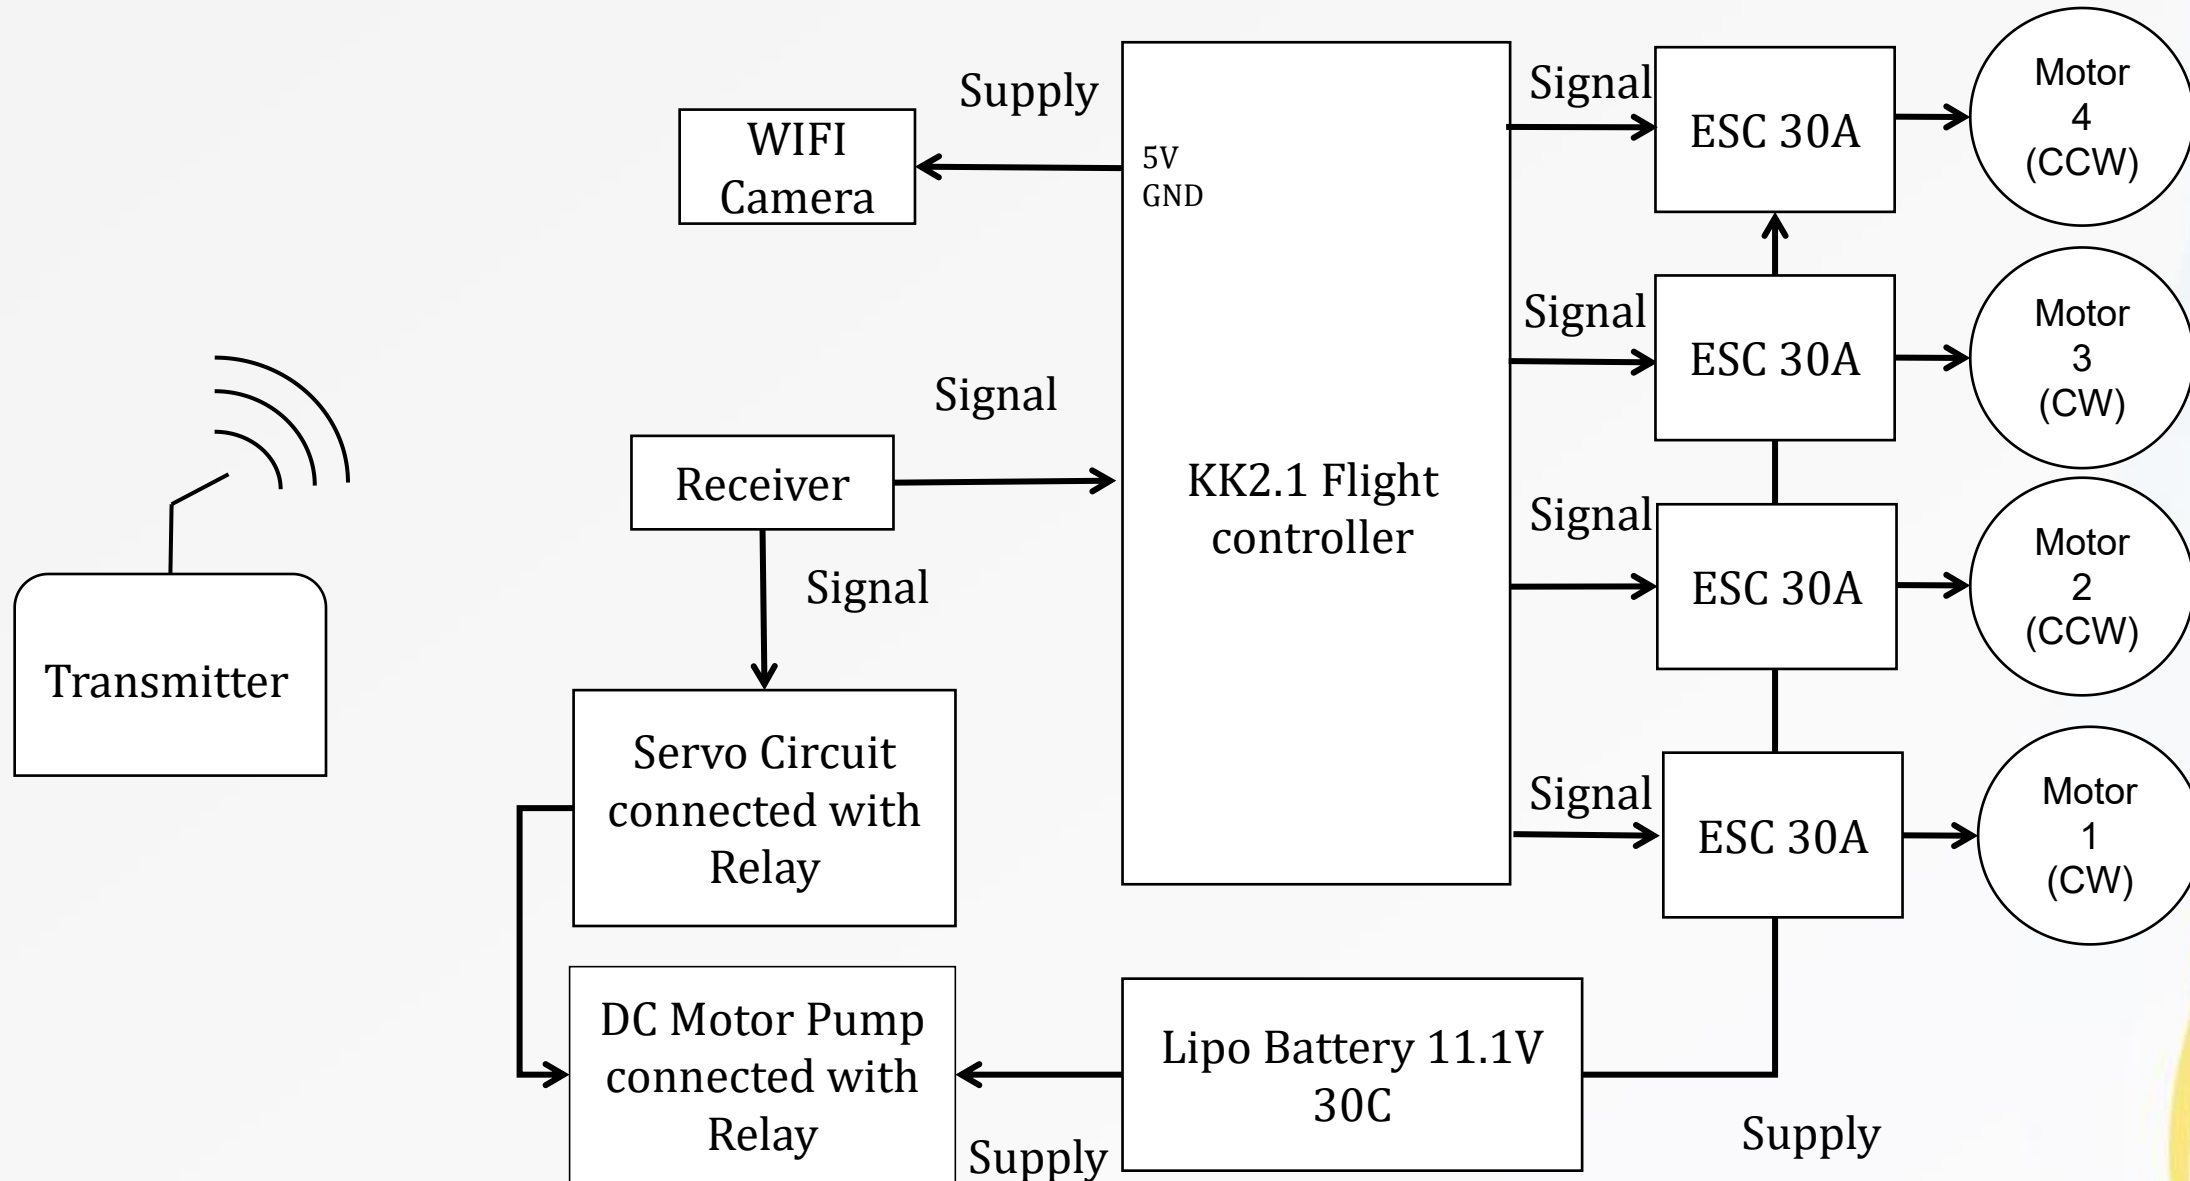 Supply
WIFI
Camera
5V
GND
Signal
ESC 30A
Motor
4
(CCW)
Signal
ESC 30A
Motor
3
(CW)
Signal
Receiver
KK2.1 Flight
controller
Signal
ESC 30A
Motor
2
(CCW)
Signal
Transmitter
Servo Circuit
connected with
Relay
Signal
ESC 30A
Motor
1
(CW)
DC Motor Pump
connected with
Relay
Supply
Lipo Battery 11.1V
30C
Supply